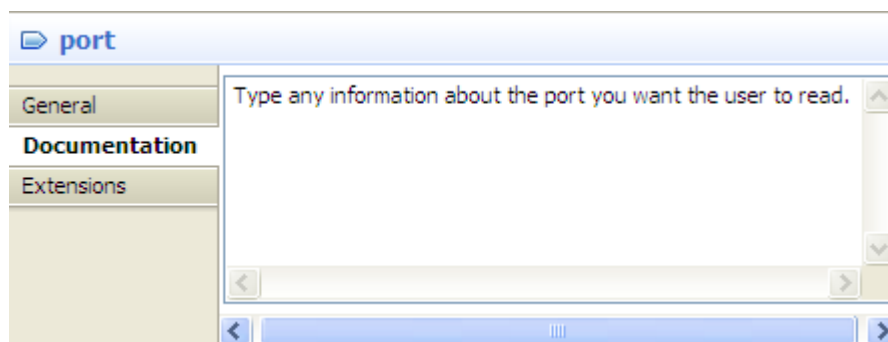 port
General
Documentation
Extensions
Type any information about the port you want the user to read.